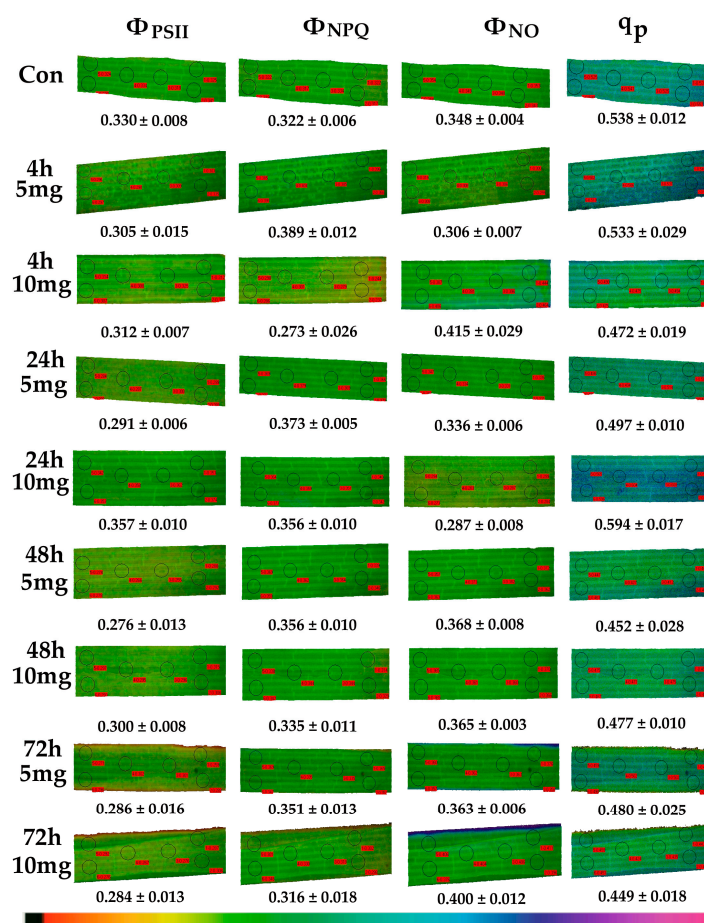 ΦPSII ΦNPQ ΦNO qp
Con
0.330 ± 0.008 0.322 ± 0.006 0.348 ± 0.004 0.538 ± 0.012
4h
5mg
0.305 ± 0.015 0.389 ± 0.012 0.306 ± 0.007 0.533 ± 0.029
4h
10mg
0.312 ± 0.007 0.273 ± 0.026 0.415 ± 0.029 0.472 ± 0.019
24h
5mg
0.291 ± 0.006 0.373 ± 0.005 0.336 ± 0.006 0.497 ± 0.010
24h
10mg
0.357 ± 0.010 0.356 ± 0.010 0.287 ± 0.008 0.594 ± 0.017
48h
5mg
0.276 ± 0.013 0.356 ± 0.010 0.368 ± 0.008 0.452 ± 0.028
48h
10mg
0.300 ± 0.008 0.335 ± 0.011 0.365 ± 0.003 0.477 ± 0.010
72h
5mg
0.286 ± 0.016 0.351 ± 0.013 0.363 ± 0.006 0.480 ± 0.025
72h
10mg
0.284 ± 0.013 0.316 ± 0.018 0.400 ± 0.012 0.449 ± 0.018